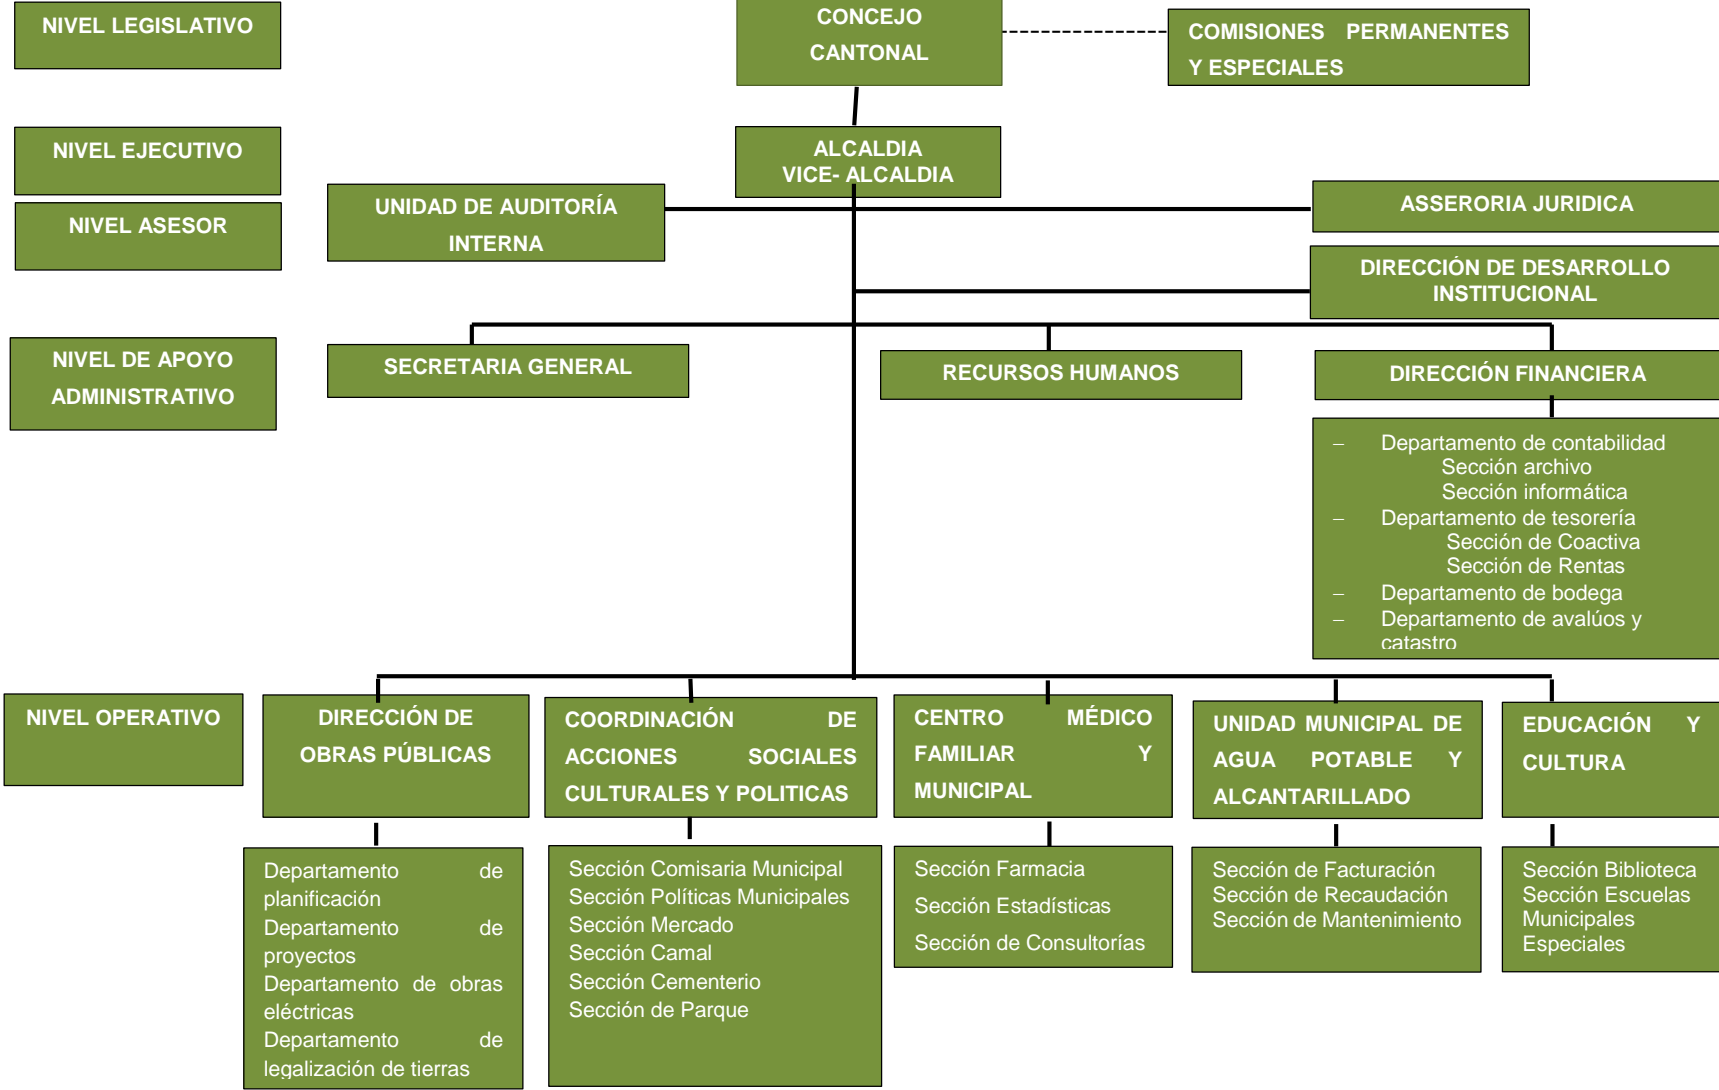 NIVEL LEGISLATIVO
CONCEJO
CANTONAL
COMISIONES PERMANENTES
Y ESPECIALES
NIVEL EJECUTIVO
ALCALDIA
VICE- ALCALDIA
NIVEL ASESOR
UNIDAD DE AUDITORÍA
INTERNA
ASSERORIA JURIDICA
DIRECCIÓN DE DESARROLLO
INSTITUCIONAL
NIVEL DE APOYO
ADMINISTRATIVO
SECRETARIA GENERAL
RECURSOS HUMANOS
DIRECCIÓN FINANCIERA
– Departamento de contabilidad
Sección archivo
Sección informática
– Departamento de tesorería
Sección de Coactiva
Sección de Rentas
– Departamento de bodega
– Departamento de avalúos y
catastro
NIVEL OPERATIVO
DIRECCIÓN DE
OBRAS PÚBLICAS
COORDINACIÓN DE
ACCIONES SOCIALES
CULTURALES Y POLITICAS
CENTRO MÉDICO
FAMILIAR Y
MUNICIPAL
UNIDAD MUNICIPAL DE
AGUA POTABLE Y
ALCANTARILLADO
EDUCACIÓN Y
CULTURA
Departamento de
planificación
Departamento de
proyectos
Departamento de obras
eléctricas
Departamento de
legalización de tierras
Sección Comisaria Municipal
Sección Políticas Municipales
Sección Mercado
Sección Camal
Sección Cementerio
Sección de Parque
Sección Farmacia
Sección Estadísticas
Sección de Consultorías
Sección de Facturación
Sección de Recaudación
Sección de Mantenimiento
Sección Biblioteca
Sección Escuelas
Municipales
Especiales